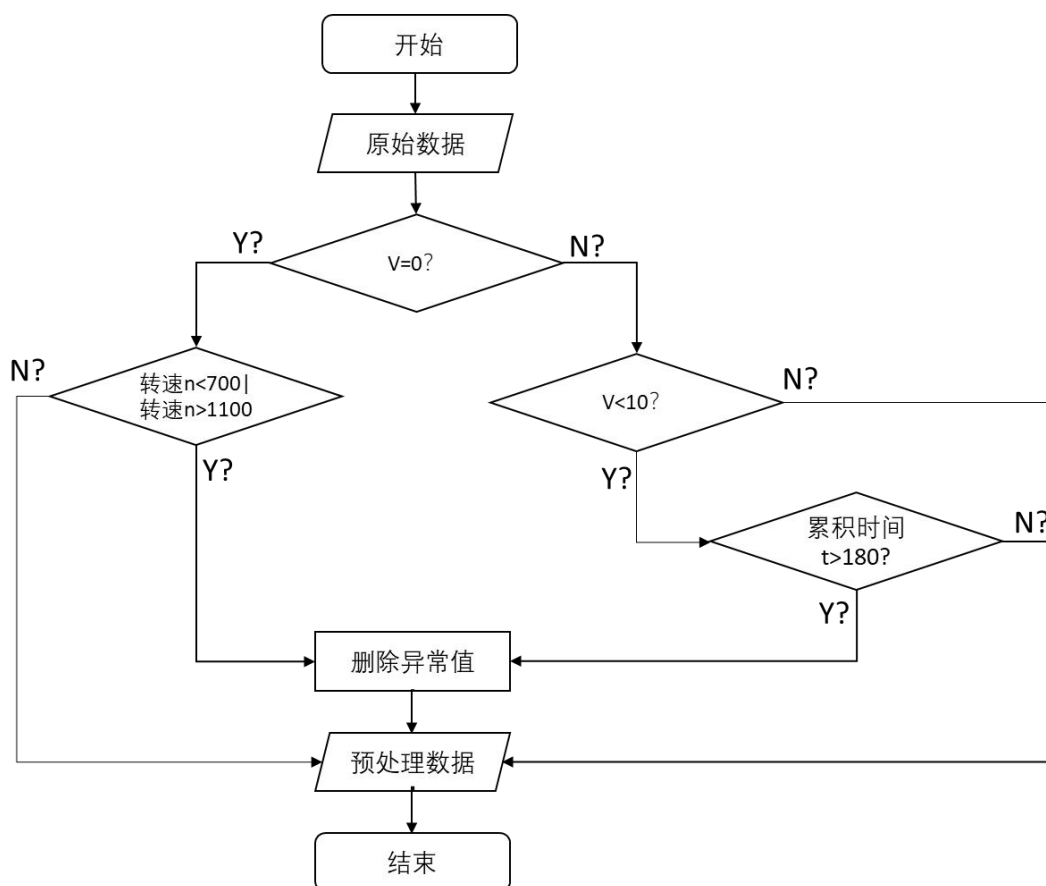 开始
原始数据
Y?
V=0?
N?
N?
转速n<700|
转速n>1100
V<10?
N?
Y?
Y?
累积时间
t>180?
N?
Y?
删除异常值
预处理数据
结束